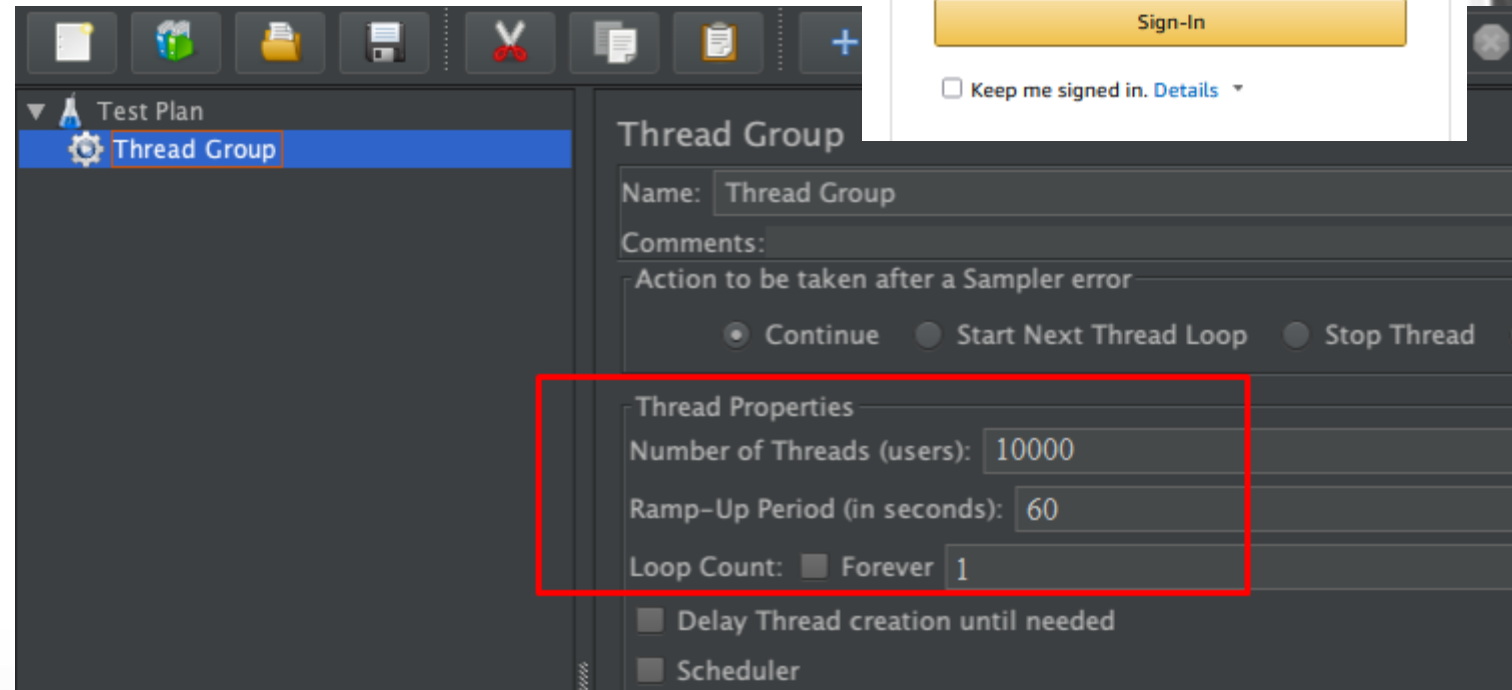 Sign-In
Keep me signed in. Details
Test Plan
Thread Group
Thread Group
Name: Thread Group
Comments:
Action to be taken after a Sampler error
Continue Start Next Thread Loop Stop Thread
Thread Properties
Number of Threads (users): 10000
Ramp-Up Period (in seconds): 60
Loop Count: Forever 1
Delay Thread creation until needed
Scheduler